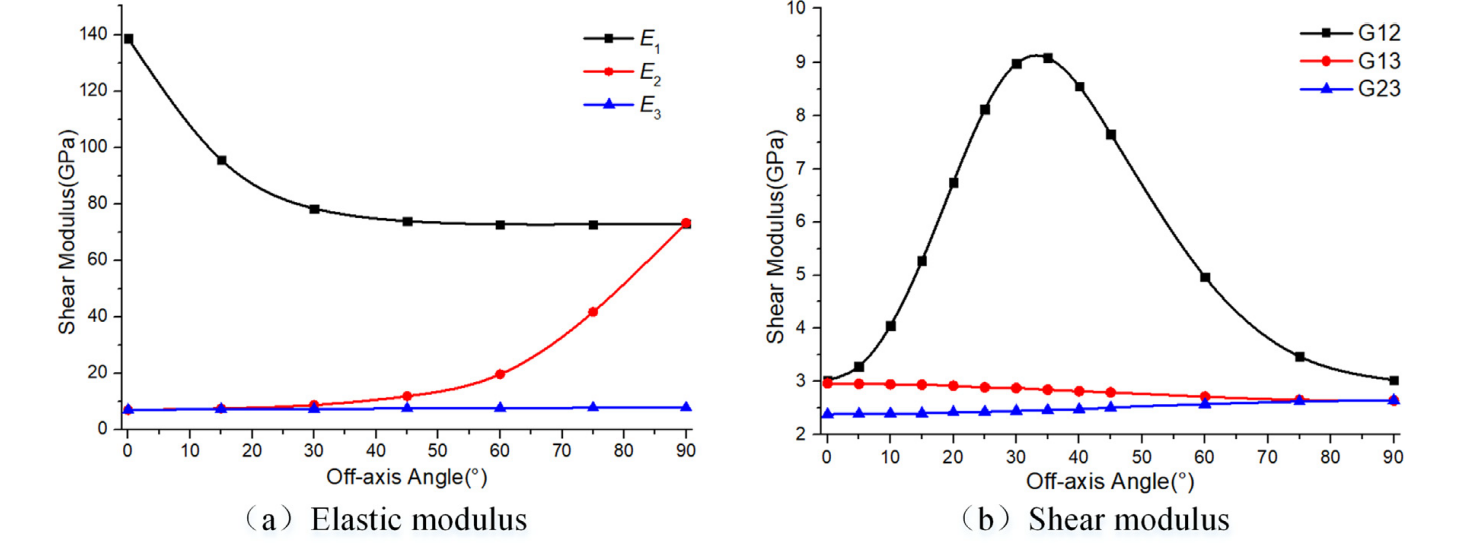 140
120
100
80
60
40
20
0
Shear Modulus(GPa)
E1
E2
E3
0 10 20 30 40 50 60 70 80 90
Off-axis Angle(°)
（a）Elastic modulus
10
9
8
7
6
5
4
3
2
Shear Modulus(GPa)
G12
G13
G23
0 10 20 30 40 50 60 70 80 90
Off-axis Angle(°)
（b）Shear modulus